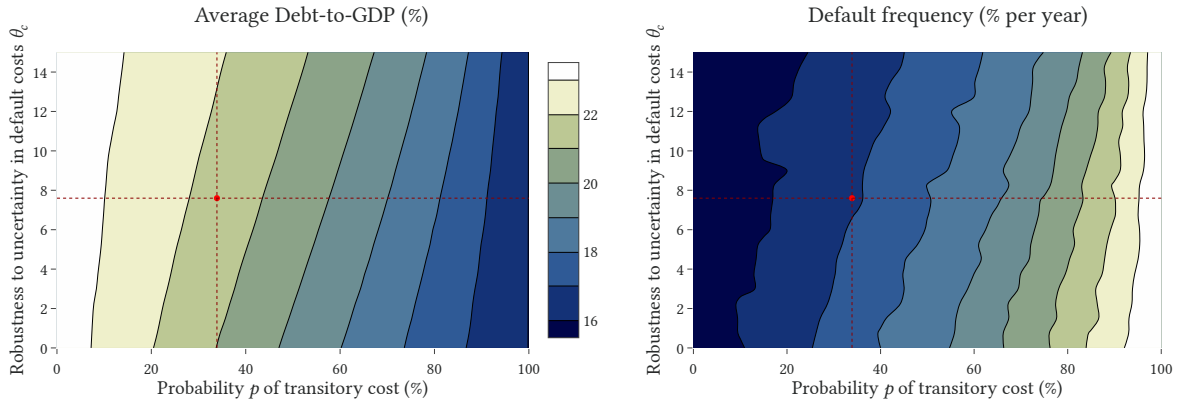 Average Debt-to-GDP (%)
Robustness to uncertainty in default costs θc
14
12
10
8
6
4
2
0
0 20 40 60 80 100
Probability p of transitory cost (%)
22
20
18
16
Default frequency (% per year)
Robustness to uncertainty in default costs θc
14
12
10
8
6
4
2
0
0 20 40 60 80 100
Probability p of transitory cost (%)